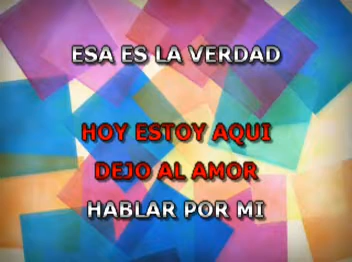 ESA ES LA VERDAD
HOY ESTOY AQUI
DEJO AL AMOR
HABLAR POR MI